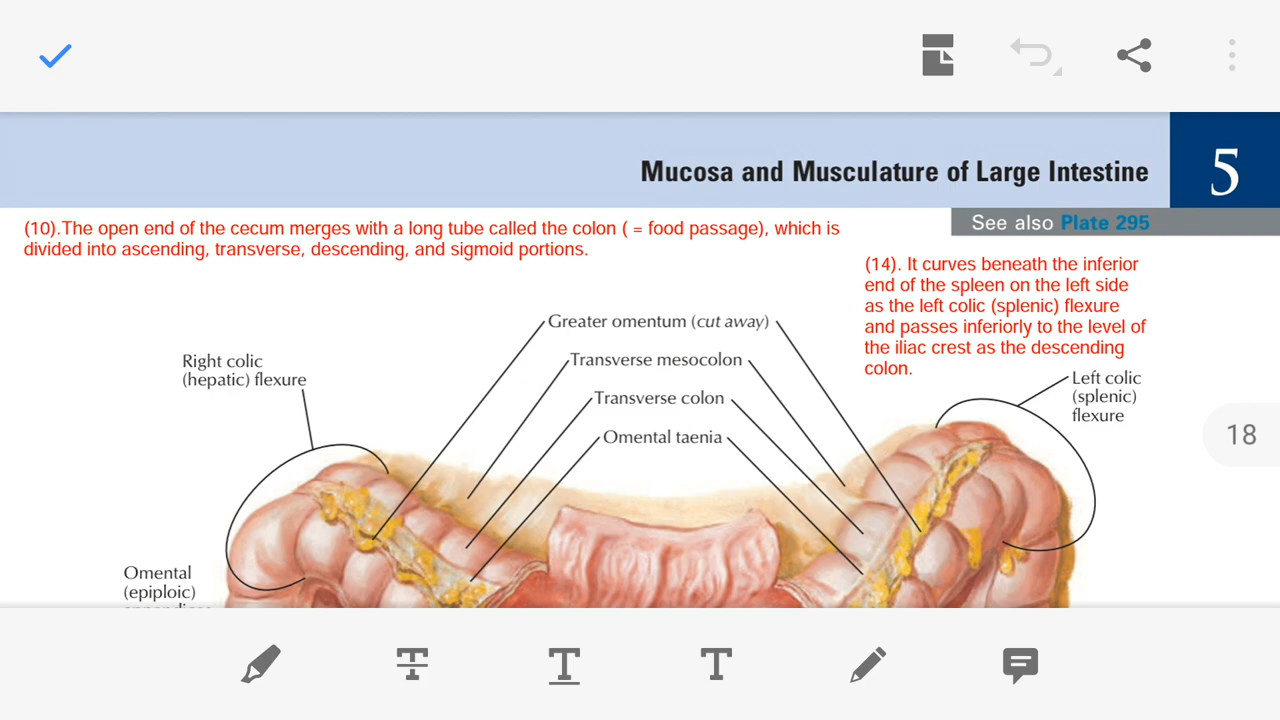 Mucosa and Musculature of Large Intestine
5
See also Plate 295
(10).The open end of the cecum merges with a long tube called the colon ( = food passage), which is
divided into ascending, transverse, descending, and sigmoid portions.
(14). It curves beneath the inferior
end of the spleen on the left side
as the left colic (splenic) flexure
and passes inferiorly to the level of
the iliac crest as the descending
colon.
Greater omentum (cut away)
Transverse mesocolon
Transverse colon
Omental taenia
Right colic
(hepatic) flexure
Left colic
(splenic)
flexure
18
Omental
(epiploic)
T
T
T